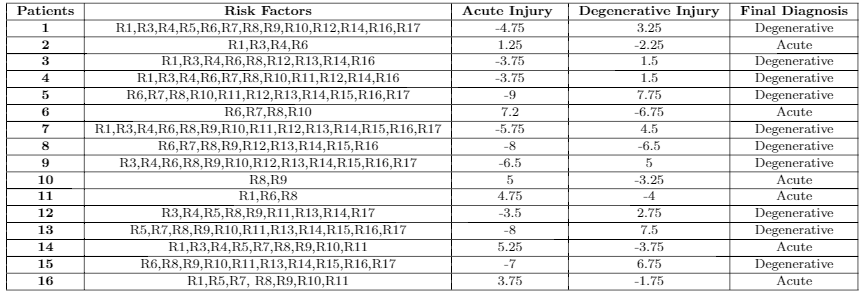 Patients Risk Factors Acute Injury Degenerative Injury Final Diagnosis
1 R1,R3,R4,R5,R6,R7,R8,R9,R10,R12,R14,R16,R17 -4.75 3.25 Degenerative
2 R1,R3,R4,R6 1.25 -2.25 Acute
3 R1,R3,R4,R6,R8,R12,R13,R14,R16 -3.75 1.5 Degenerative
4 R1,R3,R4,R6,R7,R8,R10,R11,R12,R14,R16 -3.75 1.5 Degenerative
5 R6,R7,R8,R10,R11,R12,R13,R14,R15,R16,R17 -9 7.75 Degenerative
6 R6,R7,R8,R10 7.2 -6.75 Acute
7 R1,R3,R4,R6,R8,R9,R10,R11,R12,R13,R14,R15,R16,R17 -5.75 4.5 Degenerative
8 R6,R7,R8,R9,R12,R13,R14,R15,R16 -8 -6.5 Degenerative
9 R3,R4,R6,R8,R9,R10,R12,R13,R14,R15,R16,R17 -6.5 5 Degenerative
10 R8,R9 5 -3.25 Acute
11 R1,R6,R8 4.75 -4 Acute
12 R3,R4,R5,R8,R9,R11,R13,R14,R17 -3.5 2.75 Degenerative
13 R5,R7,R8,R9,R10,R11,R13,R14,R15,R16,R17 -8 7.5 Degenerative
14 R1,R3,R4,R5,R7,R8,R9,R10,R11 5.25 -3.75 Acute
15 R6,R8,R9,R10,R11,R13,R14,R15,R16,R17 -7 6.75 Degenerative
16 R1,R5,R7, R8,R9,R10,R11 3.75 -1.75 Acute